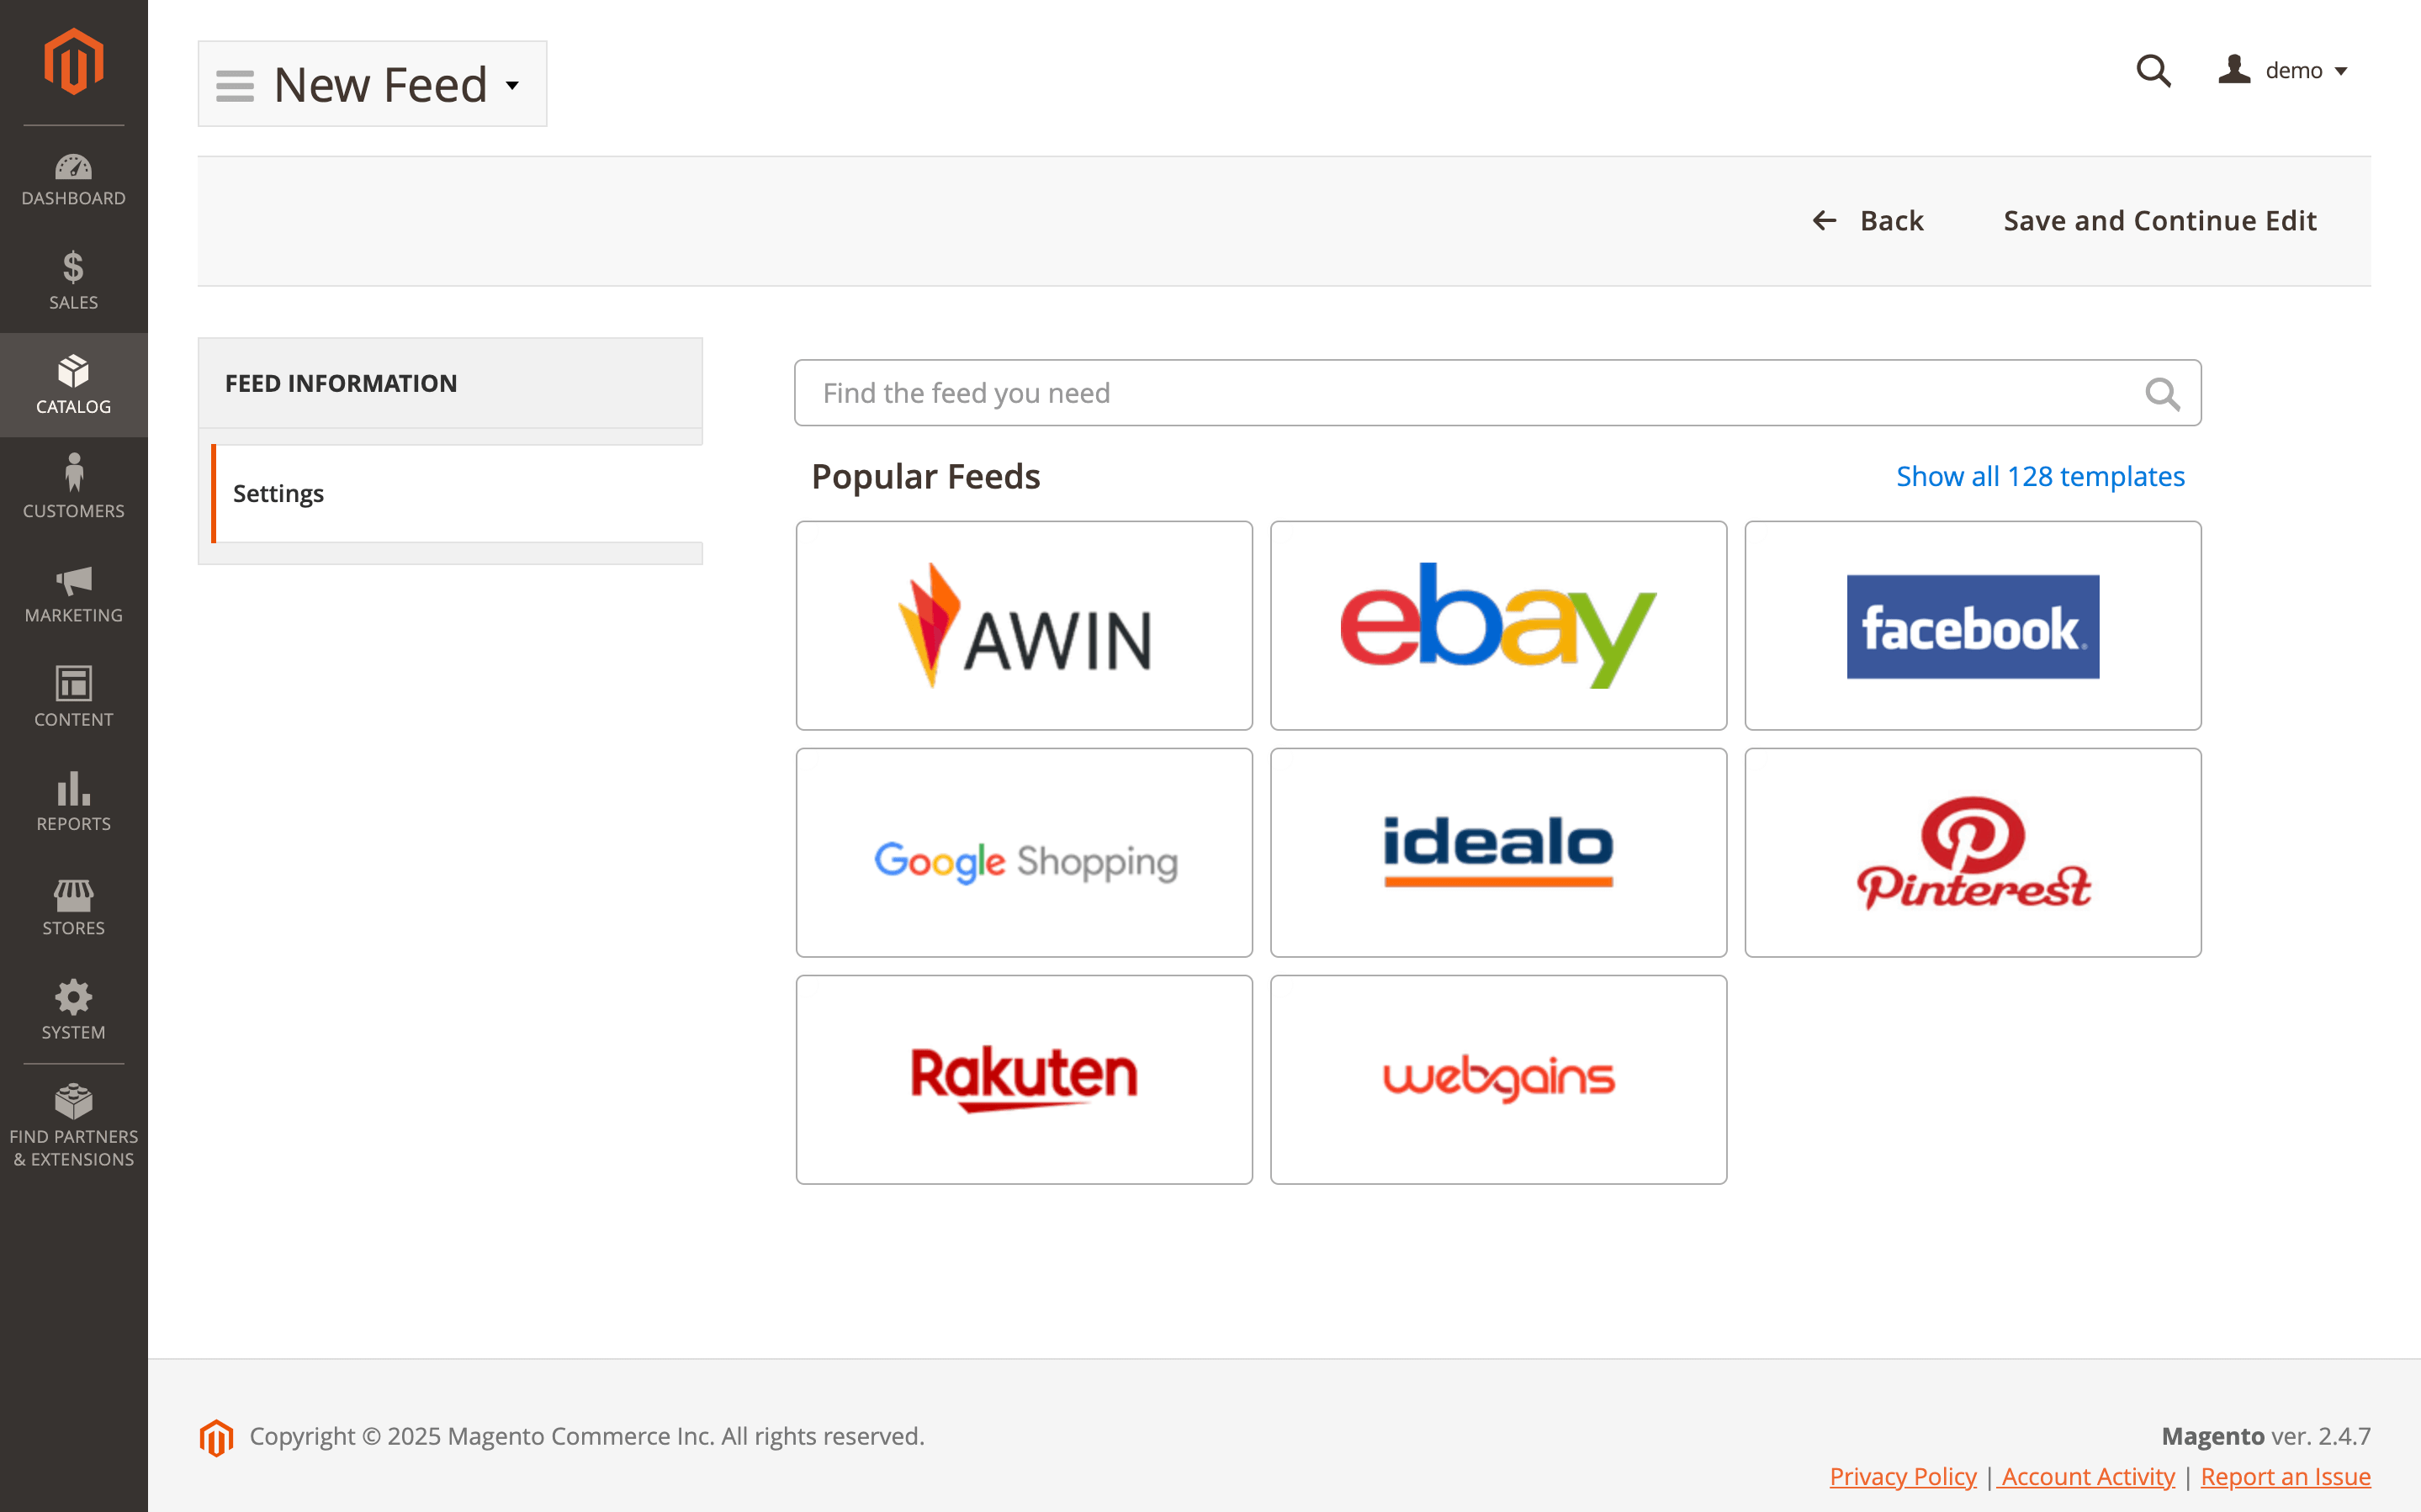 New Feed
demo
DASHBOARD
SALES
CATALOG
CUSTOMERS
MARKETING
CONTENT
REPORTS
STORES
SYSTEM
FIND PARTNERS
& EXTENSIONS
Back
Save and Continue Edit
FEED INFORMATION
Settings
Find the feed you need
Popular Feeds
Show all 128 templates
AWIN
ebay
facebook
Google Shopping
idealo
Pinterest
Rakuten
webgains
Copyright © 2025 Magento Commerce Inc. All rights reserved.
Magento ver. 2.4.7
Privacy Policy | Account Activity | Report an Issue